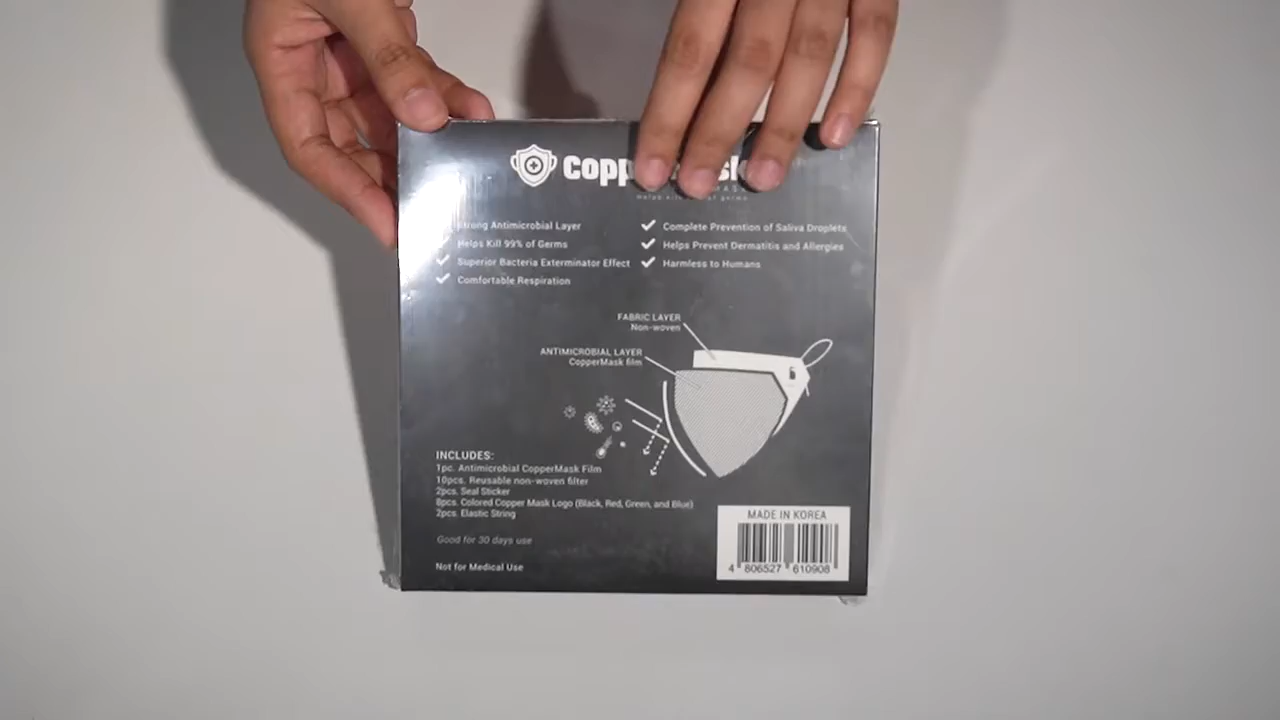 Strong Antimicrobial Layer
Helps Kill 99% of Germs
Superior Bacteria Exterminator Effect
Comfortable Respiration
Complete Prevention of Saliva Droplets
Helps Prevent Dermatitis and Allergies
Harmless to Humans
FABRIC LAYER
Non-woven
ANTIMICROBIAL LAYER
CopperMask film
INCLUDES:
1pc. Antimicrobial CopperMask Film
10pcs. Reusable non-woven filter
2pcs. Seal Sticker
8pcs. Colored Copper Mask Logo (Black, Red, Green, and Blue)
2pcs. Elastic String
Good for 30 days use
Not for Medical Use
MADE IN KOREA
4 806527 610908